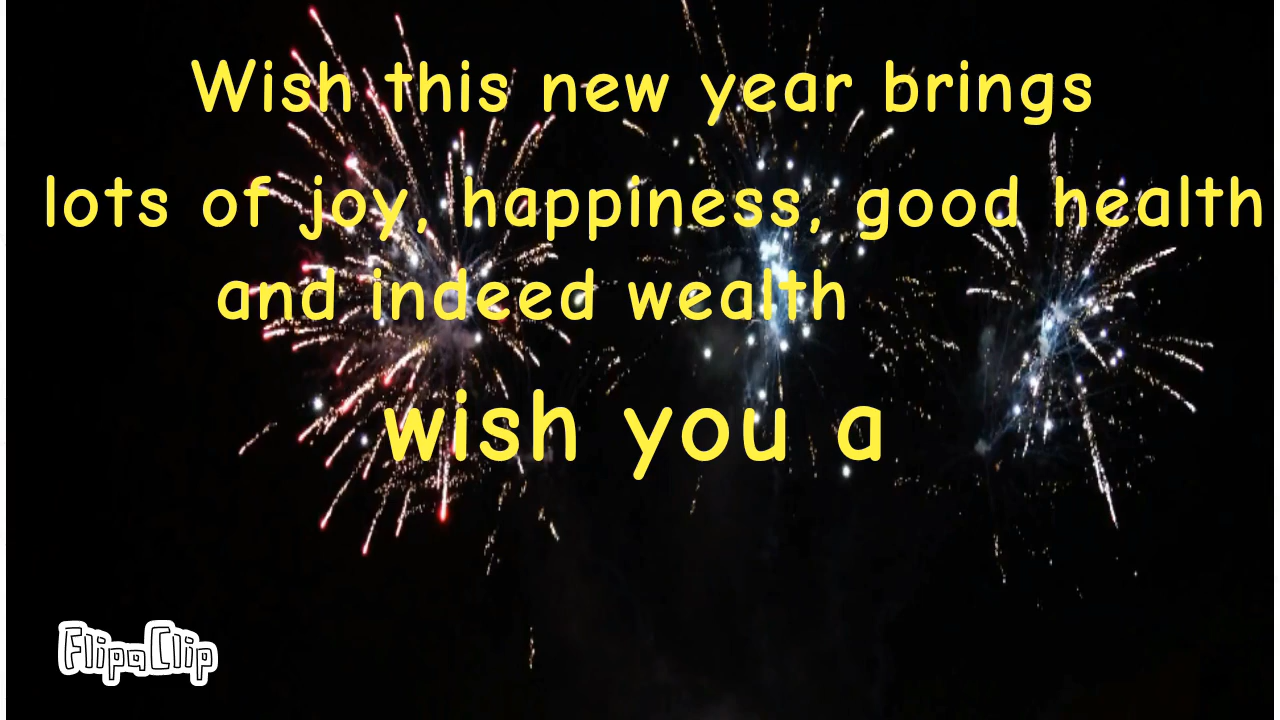 Wish this new year brings
lots of joy, happiness, good health
and indeed wealth
wish you a
FlipaClip